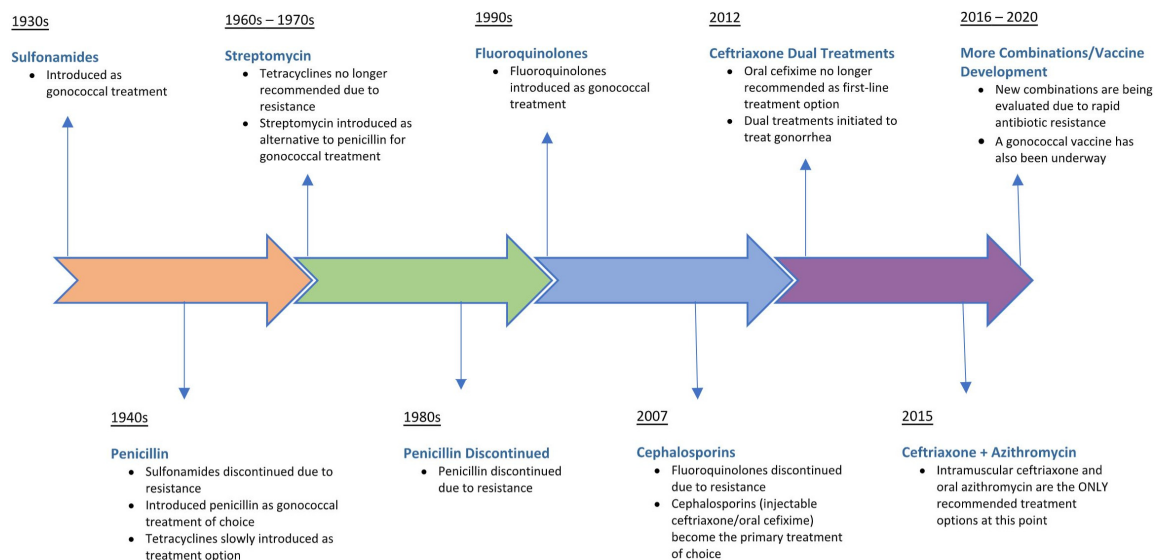 1930s
Sulfonamides
• Introduced as
gonococcal treatment
1960s – 1970s
Streptomycin
• Tetracyclines no longer
recommended due to
resistance
• Streptomycin introduced as
alternative to penicillin for
gonococcal treatment
1990s
Fluoroquinolones
• Fluoroquinolones
introduced as gonococcal
treatment
2012
Ceftriaxone Dual Treatments
• Oral cefixime no longer
recommended as first-line
treatment option
• Dual treatments initiated to
treat gonorrhea
2016 – 2020
More Combinations/Vaccine
Development
• New combinations are being
evaluated due to rapid
antibiotic resistance
• A gonococcal vaccine has
also been underway
1940s
Penicillin
• Sulfonamides discontinued due to
resistance
• Introduced penicillin as gonococcal
treatment of choice
• Tetracyclines slowly introduced as
treatment option
1980s
Penicillin Discontinued
• Penicillin discontinued
due to resistance
2007
Cephalosporins
• Fluoroquinolones discontinued
due to resistance
• Cephalosporins (injectable
ceftriaxone/oral cefixime)
become the primary treatment
of choice
2015
Ceftriaxone + Azithromycin
• Intramuscular ceftriaxone and
oral azithromycin are the ONLY
recommended treatment
options at this point